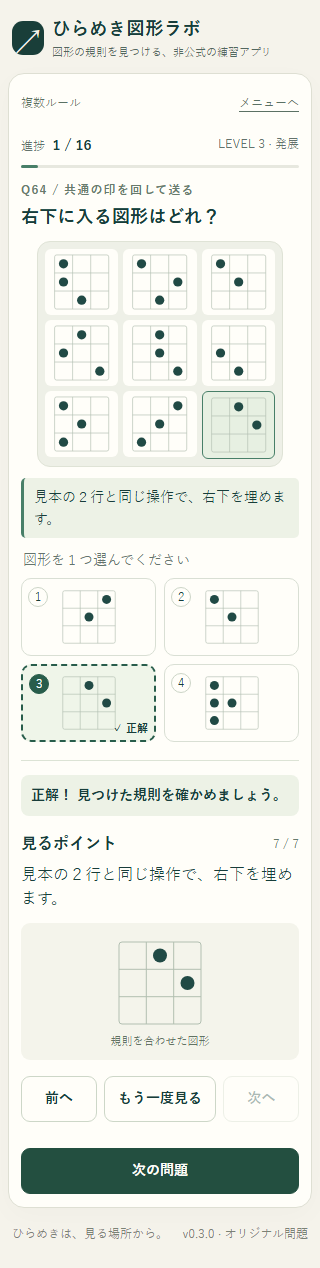 ひらめき図形ラボ
図形の規則を見つける、非公式の練習アプリ
複数ルール
メニューへ
進捗 1 / 16
LEVEL 3 · 発展
Q64 / 共通の印を回して送る
右下に入る図形はどれ？
見本の２行と同じ操作で、右下を埋めま
す。
図形を１つ選んでください
1
2
3
✓ 正解
4
正解！ 見つけた規則を確かめましょう。
見るポイント
7 / 7
見本の２行と同じ操作で、右下を埋め
ます。
規則を合わせた図形
前へ
もう一度見る
次へ
次の問題
ひらめきは、見る場所から。
v0.3.0 · オリジナル問題